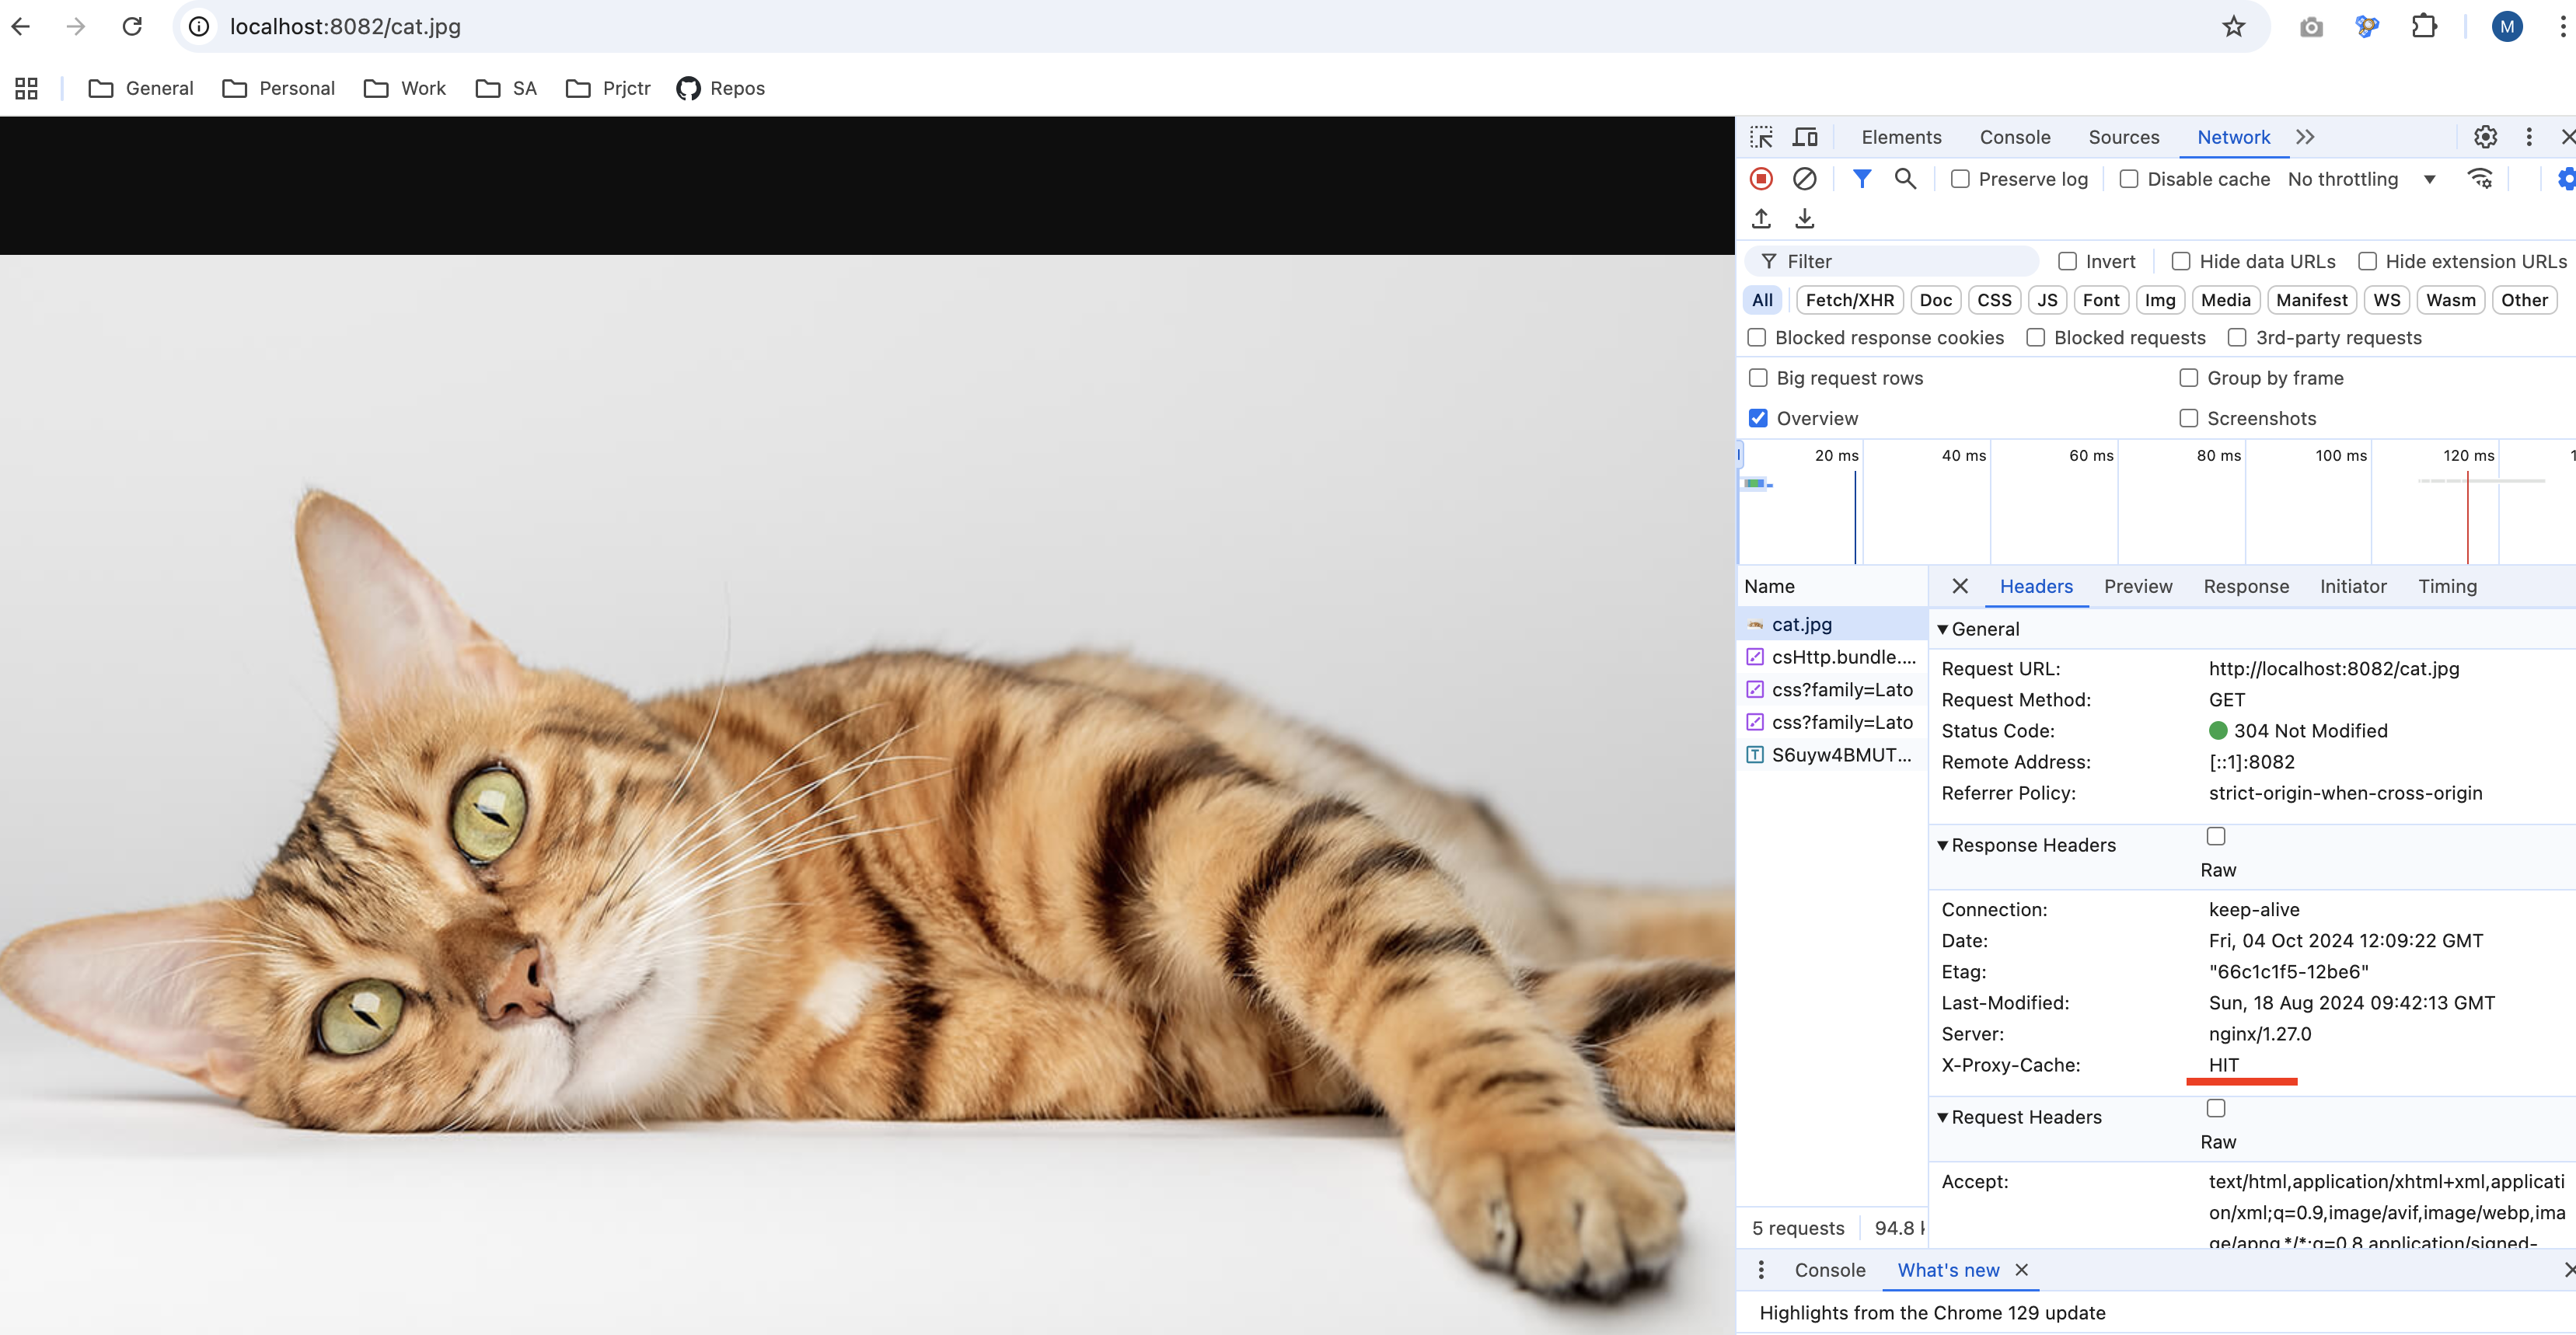 localhost:8082/cat.jpg
M
General Personal Work SA Prjctr Repos
Elements Console Sources Network
Preserve log Disable cache No throttling
Filter Invert Hide data URLs Hide extension URLs
All Fetch/XHR Doc CSS JS Font Img Media Manifest WS Wasm Other
Blocked response cookies Blocked requests 3rd-party requests
Big request rows Group by frame
Overview Screenshots
20 ms 40 ms 60 ms 80 ms 100 ms 120 ms
Name Headers Preview Response Initiator Timing
cat.jpg
csHttp.bundle....
css?family=Lato
css?family=Lato
S6uyw4BMUT...
General
Request URL: http://localhost:8082/cat.jpg
Request Method: GET
Status Code: 304 Not Modified
Remote Address: [::1]:8082
Referrer Policy: strict-origin-when-cross-origin
Response Headers
Raw
Connection: keep-alive
Date: Fri, 04 Oct 2024 12:09:22 GMT
Etag: "66c1c1f5-12be6"
Last-Modified: Sun, 18 Aug 2024 09:42:13 GMT
Server: nginx/1.27.0
X-Proxy-Cache: HIT
Request Headers
Raw
Accept: text/html,application/xhtml+xml,applicati
on/xml;q=0.9,image/avif,image/webp,ima
ge/apng,*/*;q=0.8,application/signed-
5 requests 94.8
Console What's new
Highlights from the Chrome 129 update